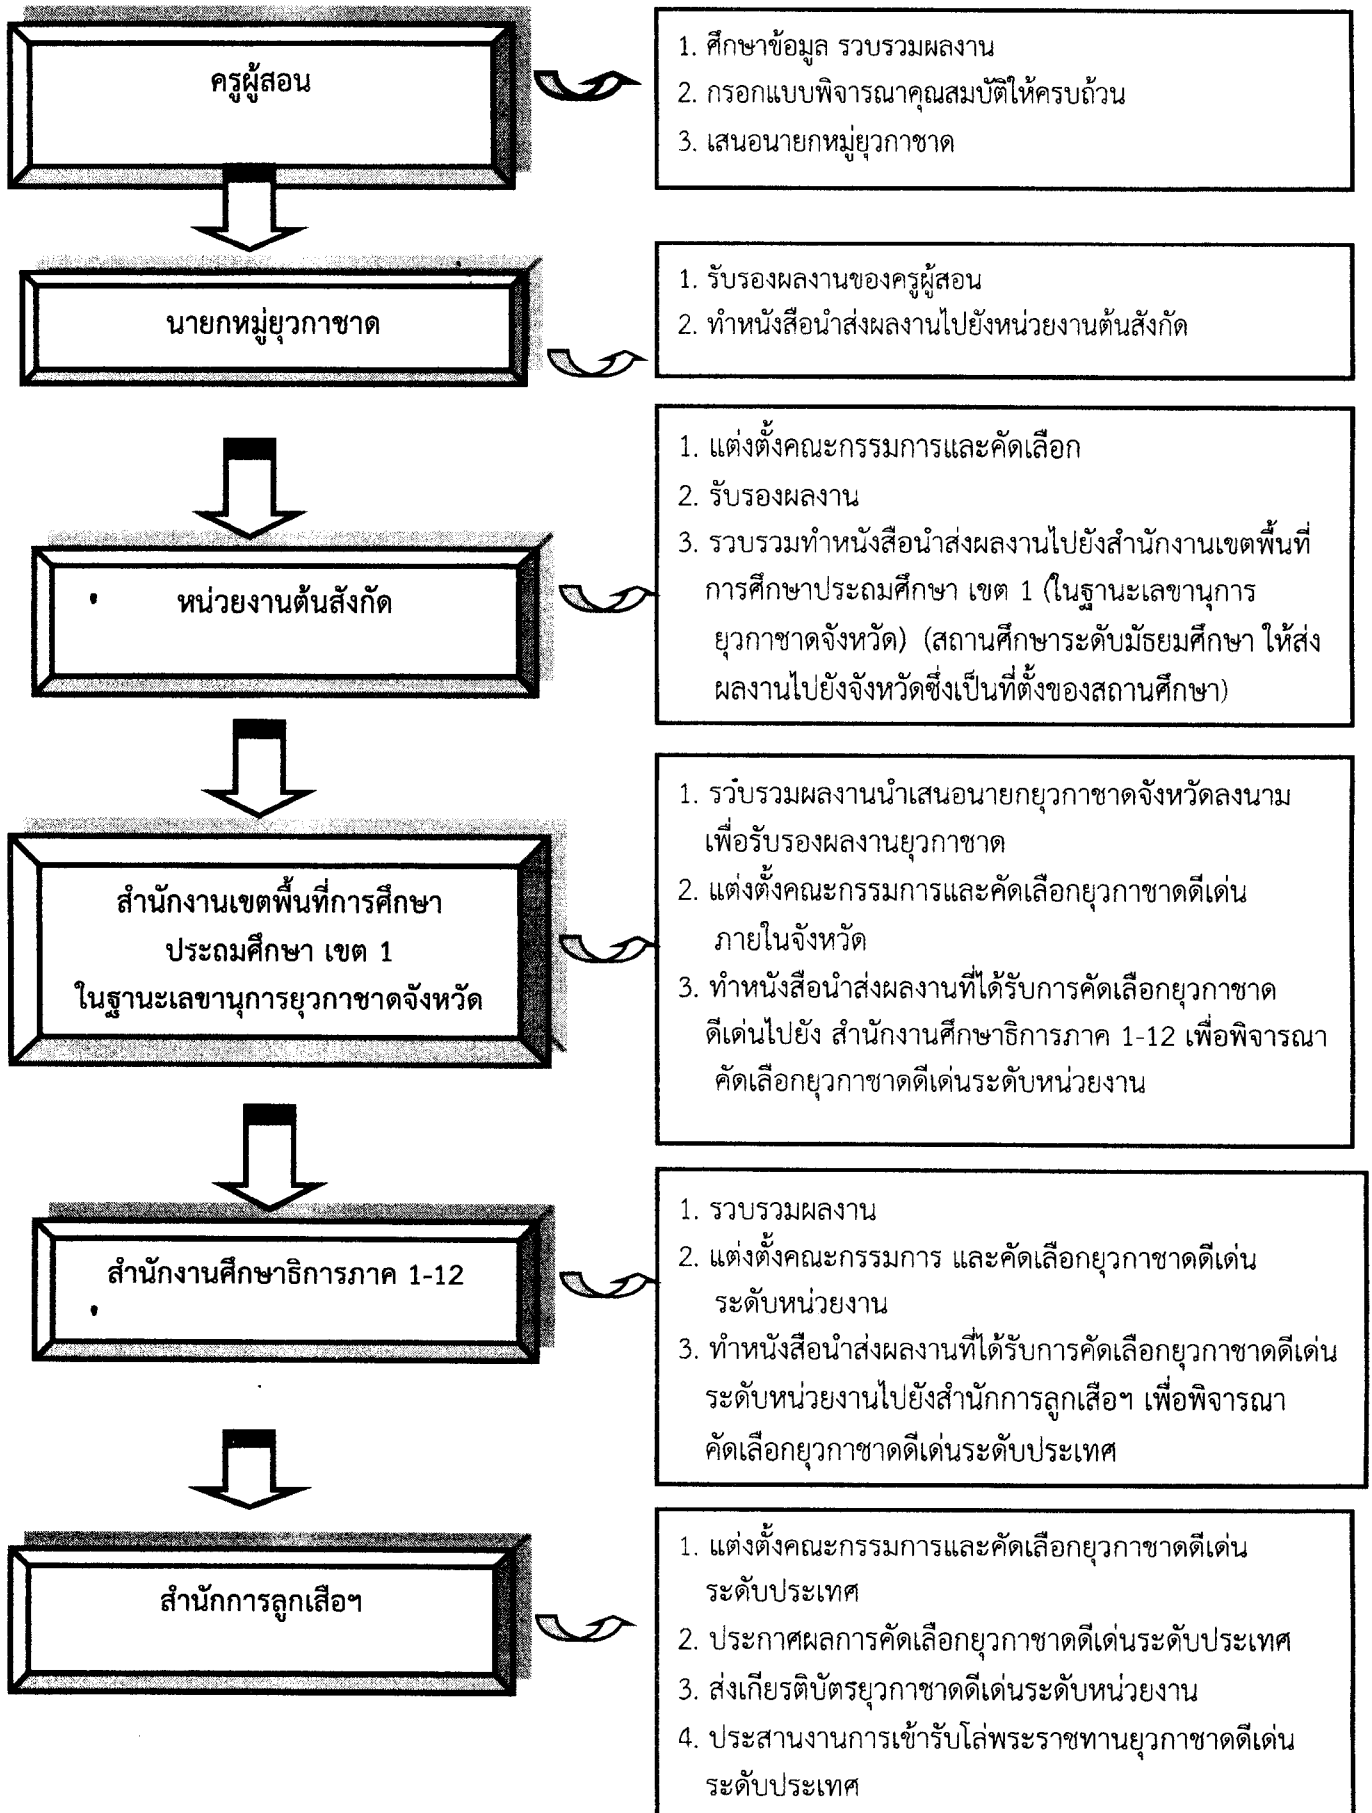 ครูผู้สอน
1. ศึกษาข้อมูล รวบรวมผลงาน
2. กรอกแบบพิจารณาคุณสมบัติให้ครบถ้วน
3. เสนอนายกหมู่ยุวกาชาด
นายกหมู่ยุวกาชาด
1. รับรองผลงานของครูผู้สอน
2. ทำหนังสือนำส่งผลงานไปยังหน่วยงานต้นสังกัด
หน่วยงานต้นสังกัด
1. แต่งตั้งคณะกรรมการและคัดเลือก
2. รับรองผลงาน
3. รวบรวมทำหนังสือนำส่งผลงานไปยังสำนักงานเขตพื้นที่
การศึกษาประถมศึกษา เขต 1 (ในฐานะเลขานุการ
ยุวกาชาดจังหวัด) (สถานศึกษาระดับมัธยมศึกษา ให้ส่ง
ผลงานไปยังจังหวัดซึ่งเป็นที่ตั้งของสถานศึกษา)
สำนักงานเขตพื้นที่การศึกษา
ประถมศึกษา เขต 1
ในฐานะเลขานุการยุวกาชาดจังหวัด
1. รวบรวมผลงานนำเสนอนายกยุวกาชาดจังหวัดลงนาม
เพื่อรับรองผลงานยุวกาชาด
2. แต่งตั้งคณะกรรมการและคัดเลือกยุวกาชาดดีเด่น
ภายในจังหวัด
3. ทำหนังสือนำส่งผลงานที่ได้รับการคัดเลือกยุวกาชาด
ดีเด่นไปยัง สำนักงานศึกษาธิการภาค 1-12 เพื่อพิจารณา
คัดเลือกยุวกาชาดดีเด่นระดับหน่วยงาน
สำนักงานศึกษาธิการภาค 1-12
1. รวบรวมผลงาน
2. แต่งตั้งคณะกรรมการ และคัดเลือกยุวกาชาดดีเด่น
ระดับหน่วยงาน
3. ทำหนังสือนำส่งผลงานที่ได้รับการคัดเลือกยุวกาชาดดีเด่น
ระดับหน่วยงานไปยังสำนักการลูกเสือฯ เพื่อพิจารณา
คัดเลือกยุวกาชาดดีเด่นระดับประเทศ
สำนักการลูกเสือฯ
1. แต่งตั้งคณะกรรมการและคัดเลือกยุวกาชาดดีเด่น
ระดับประเทศ
2. ประกาศผลการคัดเลือกยุวกาชาดดีเด่นระดับประเทศ
3. ส่งเกียรติบัตรยุวกาชาดดีเด่นระดับหน่วยงาน
4. ประสานงานการเข้ารับโล่พระราชทานยุวกาชาดดีเด่น
ระดับประเทศ